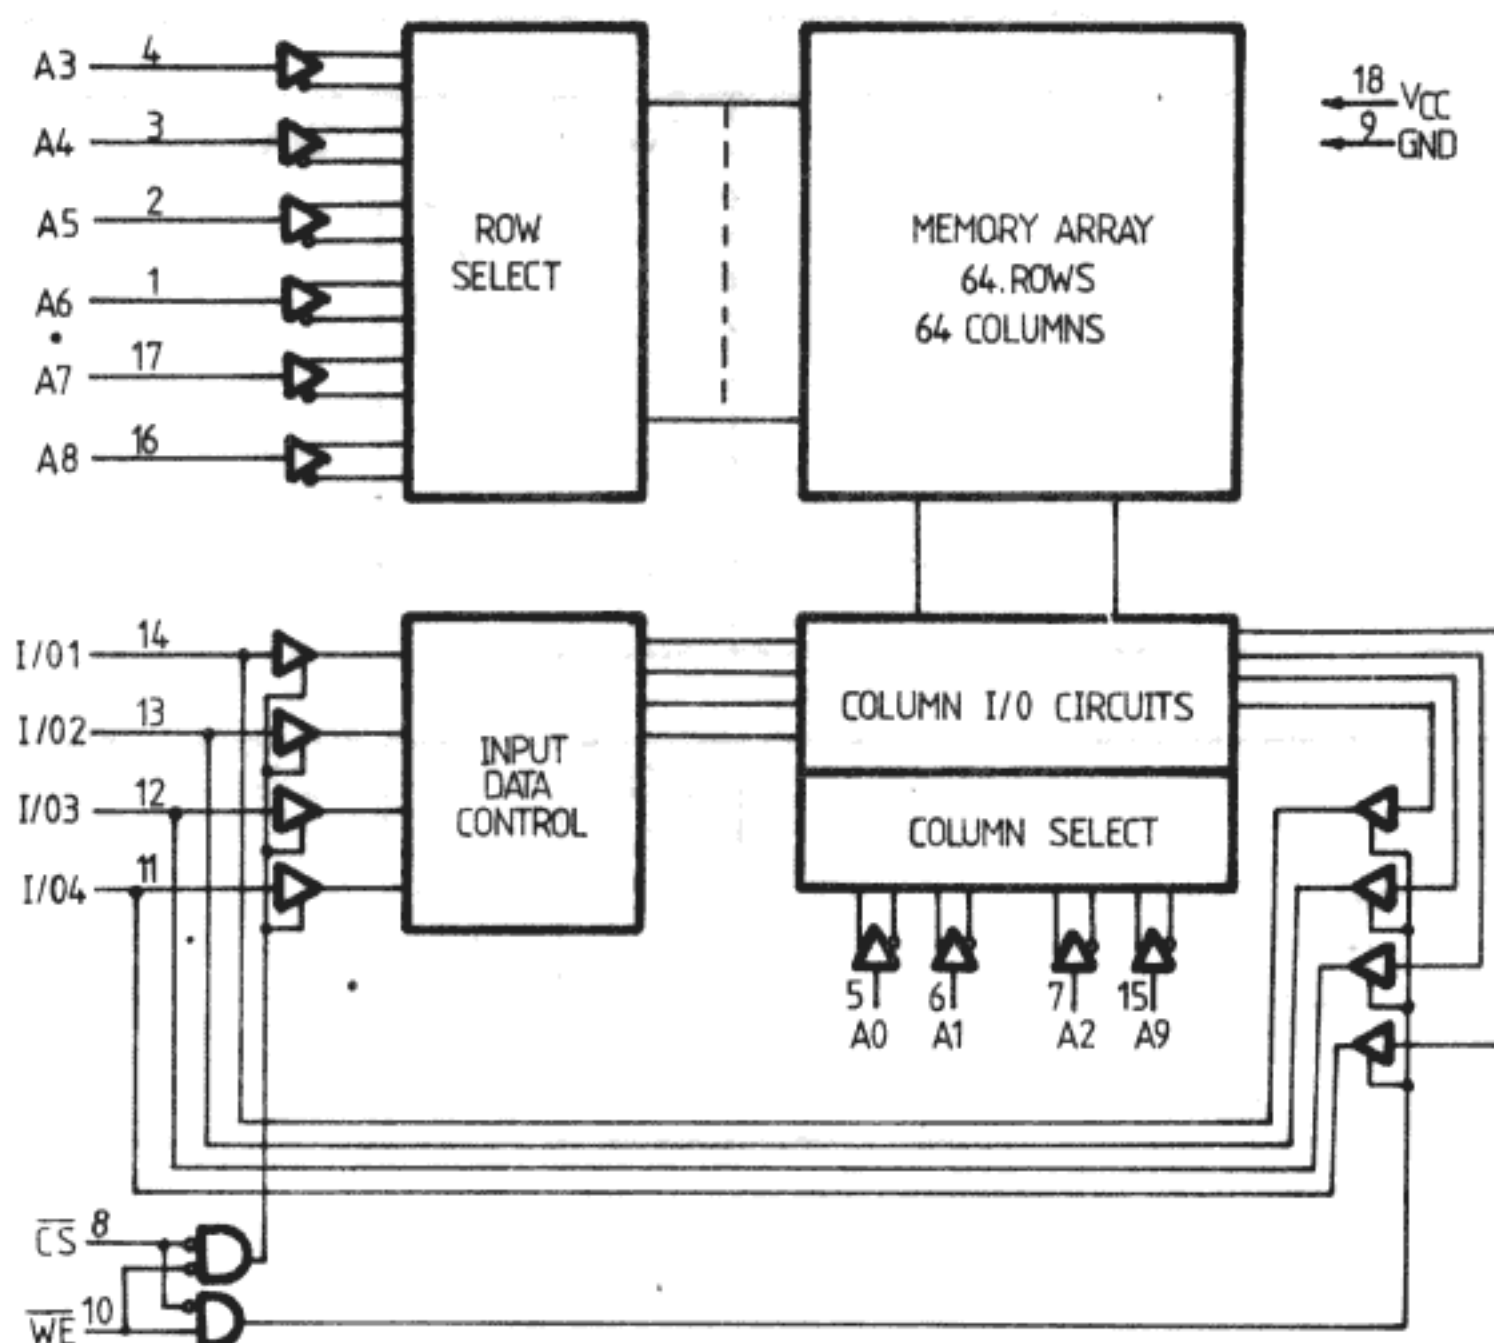 A3 4
A4 3
A5 2
A6 1
A7 17
A8 16
ROW
SELECT
MEMORY ARRAY
64.ROWS
64 COLUMNS
18 VCC
9 GND
I/O1 14
I/O2 13
I/O3 12
I/O4 11
INPUT
DATA
CONTROL
COLUMN I/O CIRCUITS
COLUMN SELECT
5 6 7 15
A0 A1 A2 A9
C̅S̅ 8
W̅E̅ 10